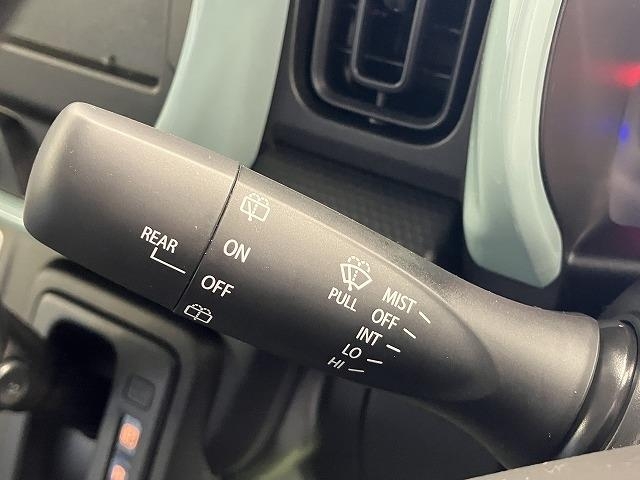 REAR
ON
OFF
PULL
MIST
OFF
INT
LO
HI